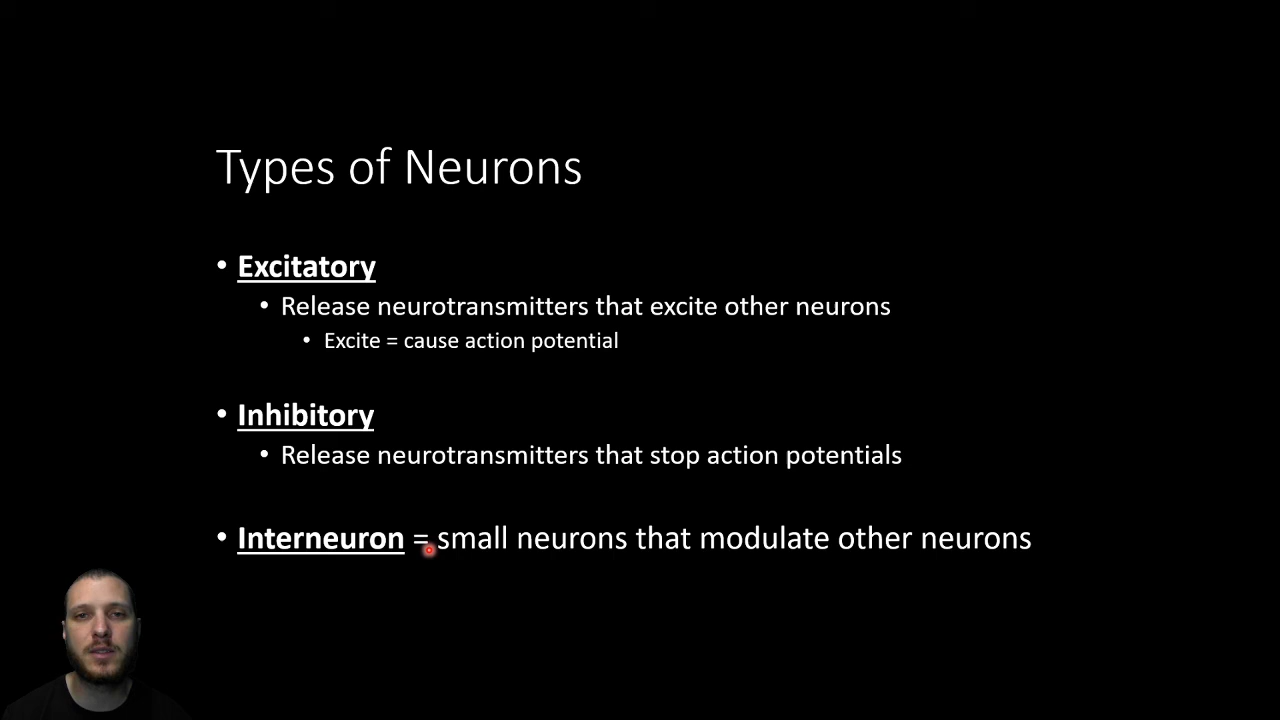 Types of Neurons
• Excitatory
• Release neurotransmitters that excite other neurons
• Excite = cause action potential
• Inhibitory
• Release neurotransmitters that stop action potentials
• Interneuron = small neurons that modulate other neurons